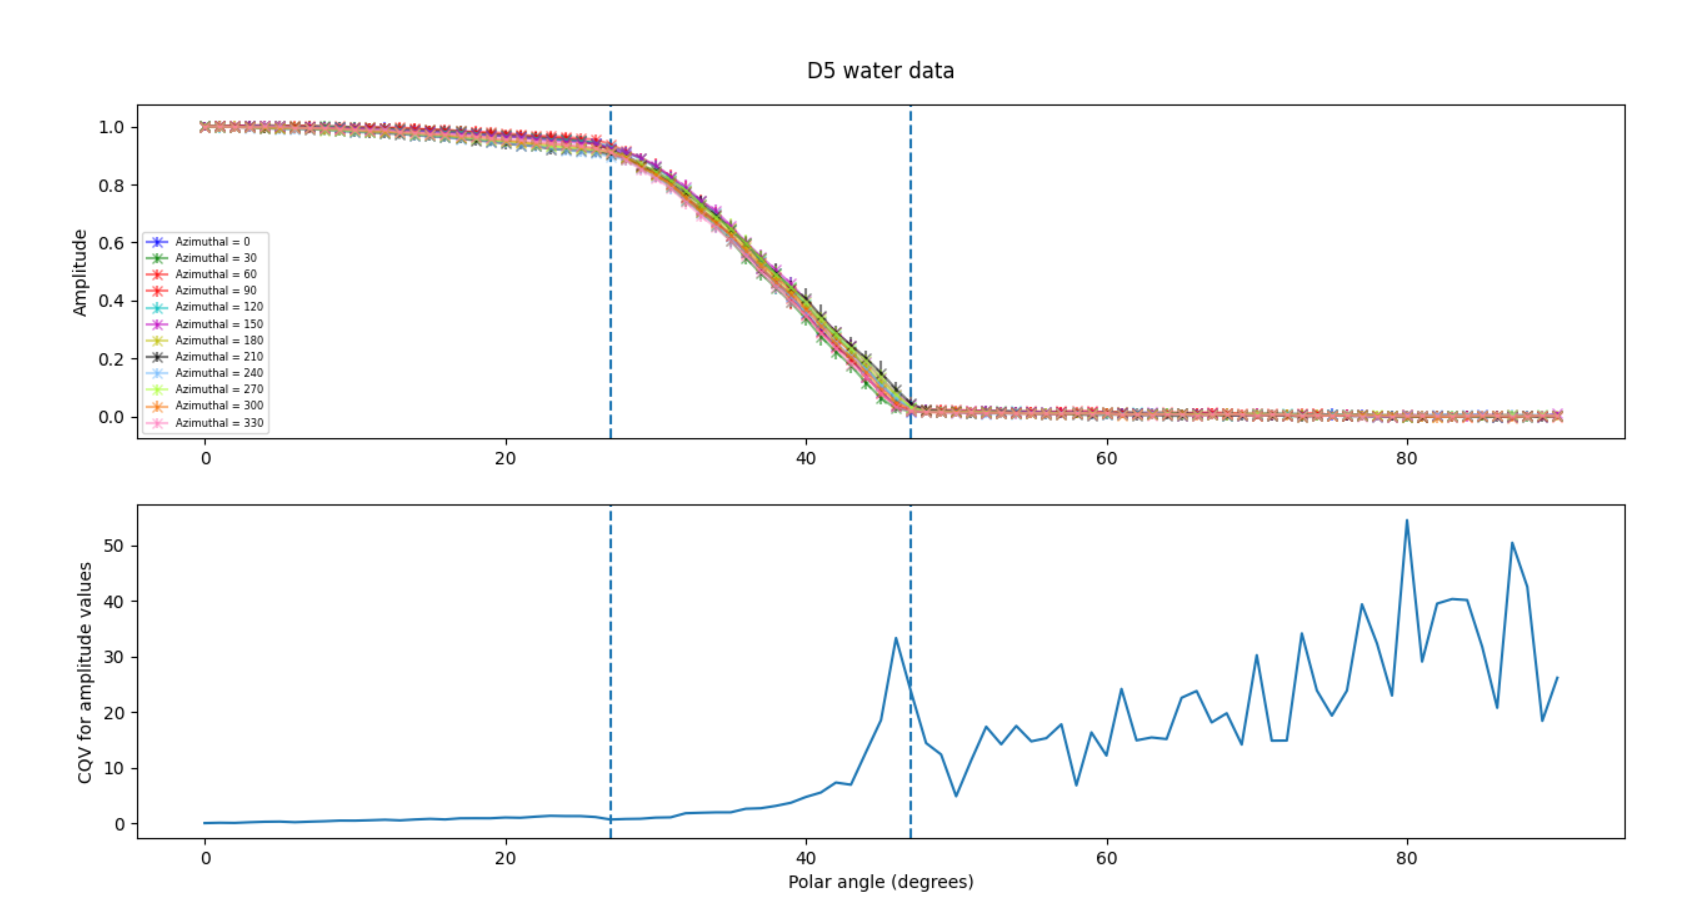 D5 water data
Amplitude
1.0
0.8
0.6
0.4
0.2
0.0
Azimuthal = 0
Azimuthal = 30
Azimuthal = 60
Azimuthal = 90
Azimuthal = 120
Azimuthal = 150
Azimuthal = 180
Azimuthal = 210
Azimuthal = 240
Azimuthal = 270
Azimuthal = 300
Azimuthal = 330
0 20 40 60 80
CQV for amplitude values
50
40
30
20
10
0
0 20 40 60 80
Polar angle (degrees)